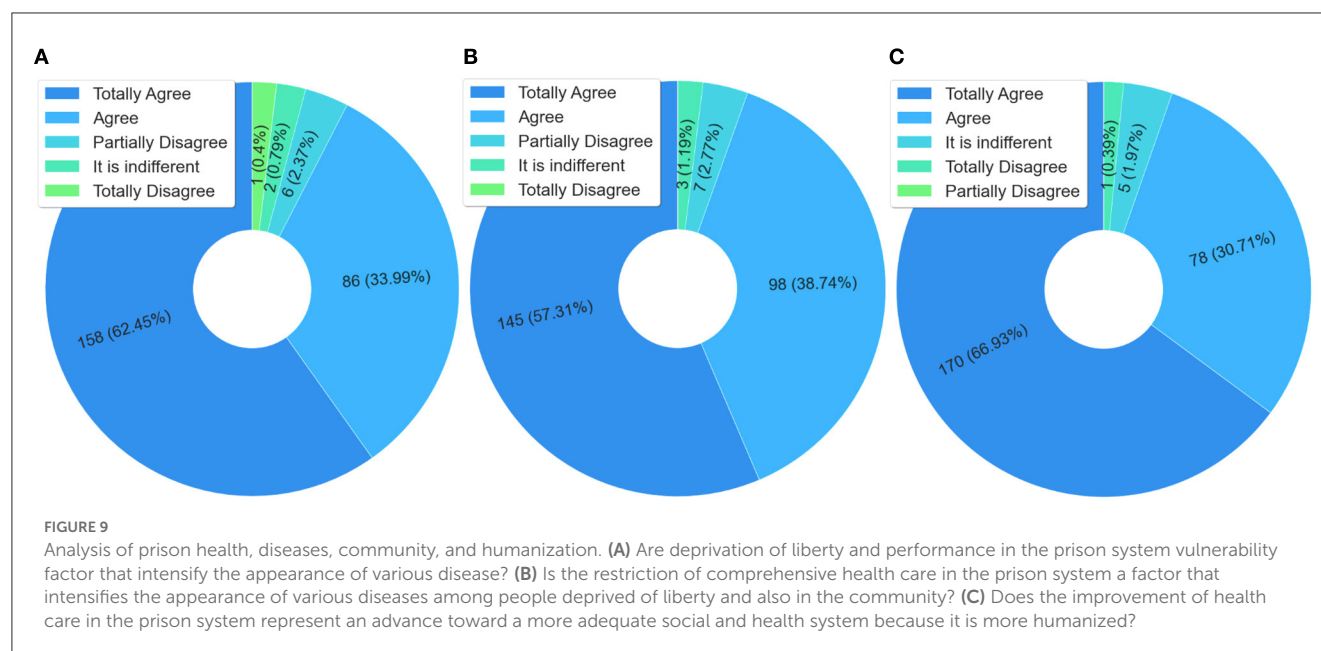 A
Totally Agree
Agree
Partially Disagree
It is indifferent
Totally Disagree
1 (0.4%)
2 (0.79%)
6 (2.37%)
86 (33.99%)
158 (62.45%)
B
Totally Agree
Agree
Partially Disagree
It is indifferent
Totally Disagree
3 (1.19%)
7 (2.77%)
98 (38.74%)
145 (57.31%)
C
Totally Agree
Agree
It is indifferent
Totally Disagree
Partially Disagree
1 (0.39%)
5 (1.97%)
78 (30.71%)
170 (66.93%)
FIGURE 9
Analysis of prison health, diseases, community, and humanization. (A) Are deprivation of liberty and performance in the prison system vulnerability
factor that intensify the appearance of various disease? (B) Is the restriction of comprehensive health care in the prison system a factor that
intensifies the appearance of various diseases among people deprived of liberty and also in the community? (C) Does the improvement of health
care in the prison system represent an advance toward a more adequate social and health system because it is more humanized?